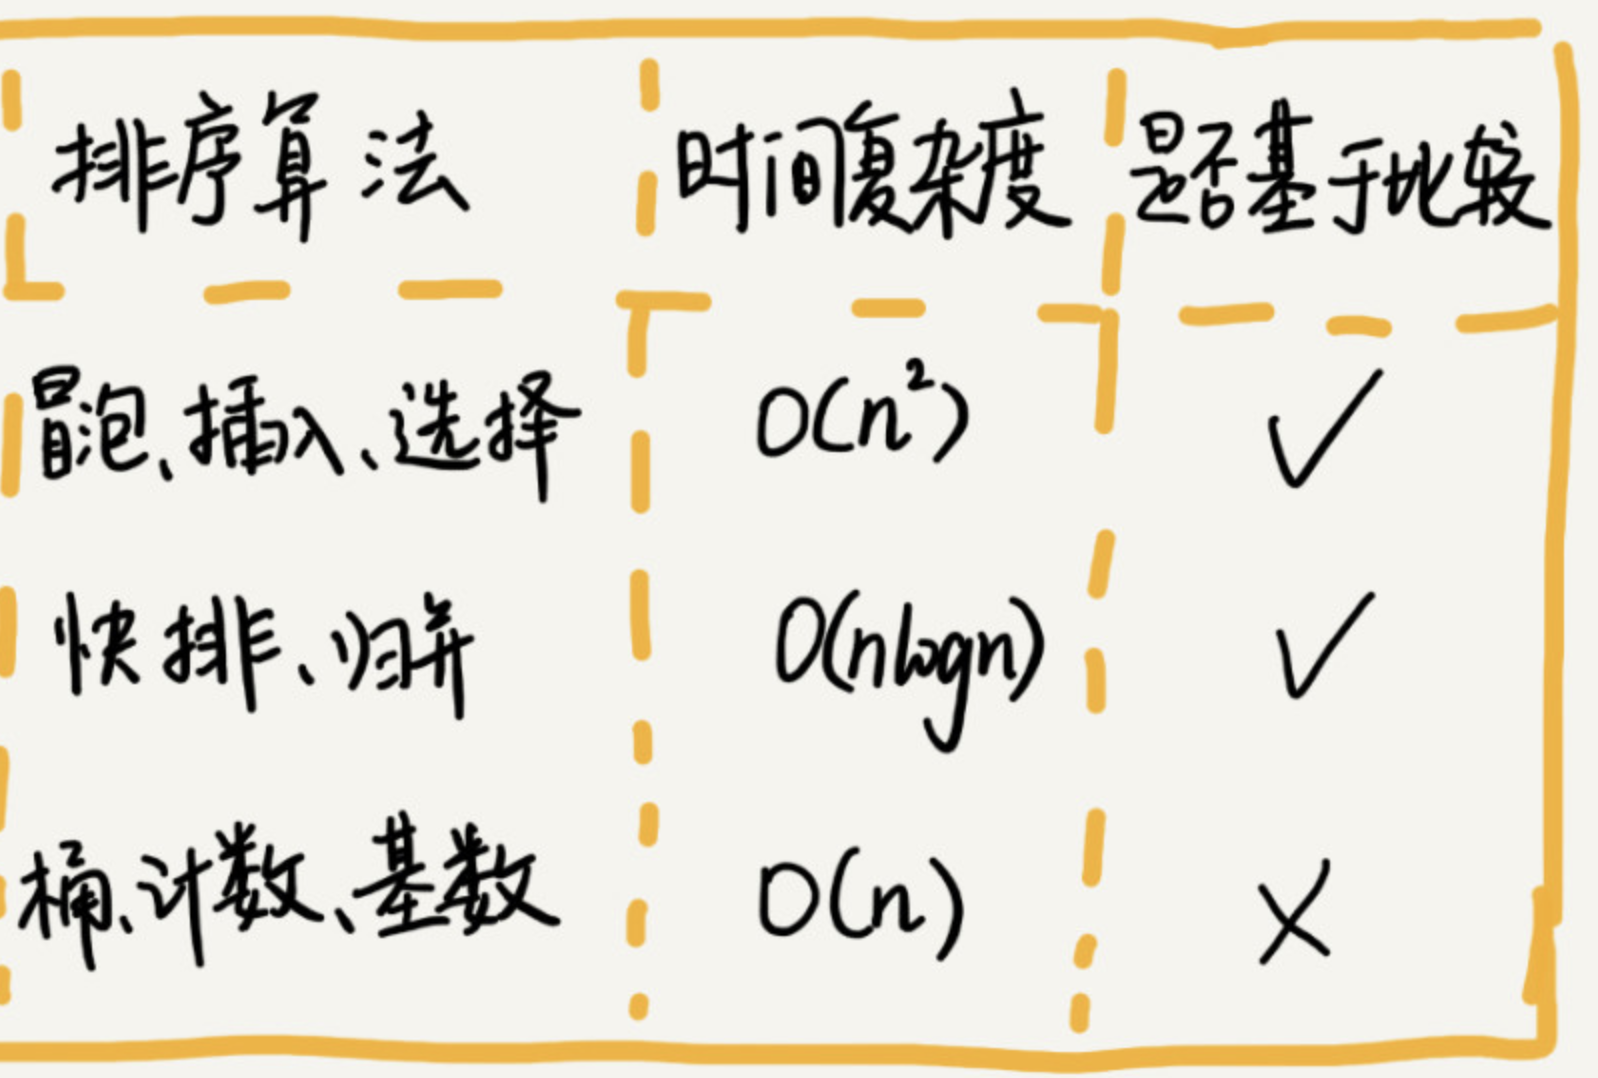 排序算法 时间复杂度 是否基于比较
冒泡、插入、选择 O(n²) ✓
快排、归并 O(nlogn) ✓
桶、计数、基数 O(n) ×